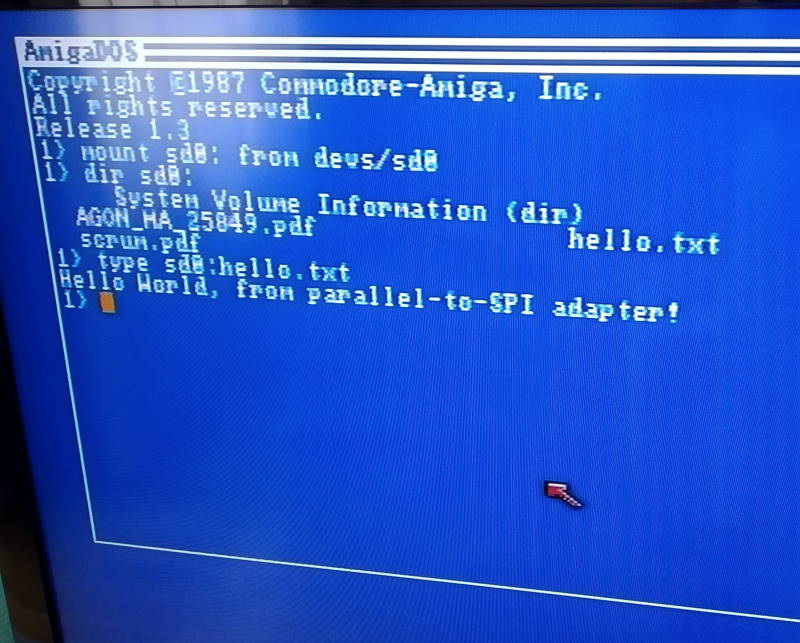 AmigaDOS
Copyright ©1987 Commodore-Amiga, Inc.
All rights reserved.
Release 1.3
1> mount sd0: from devs/sd0
1> dir sd0:
System Volume Information (dir)
AGON_HA_25849.pdf hello.txt
scrum.pdf
1> type sd0:hello.txt
Hello World, from parallel-to-SPI adapter!
1>